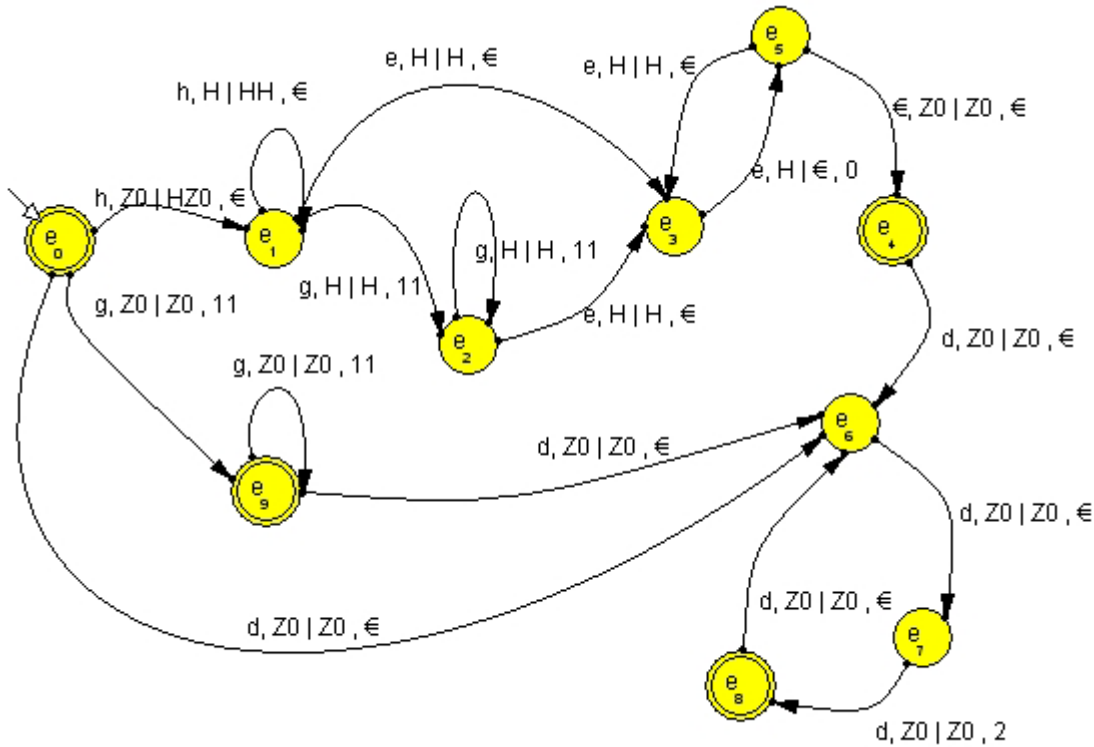 e5
e, H | H , €
e, H | H , €
h, H | HH , €
€, Z0 | Z0 , €
e, H | €, 0
h, Z0 | HZ0 , €
e0
e1
e3
e4
g, H | H , 11
g, H | H , 11
g, Z0 | Z0 , 11
e, H | H , €
e2
d, Z0 | Z0 , €
g, Z0 | Z0 , 11
e6
d, Z0 | Z0 , €
e9
d, Z0 | Z0 , €
d, Z0 | Z0 , €
d, Z0 | Z0 , €
e7
e8
d, Z0 | Z0 , 2